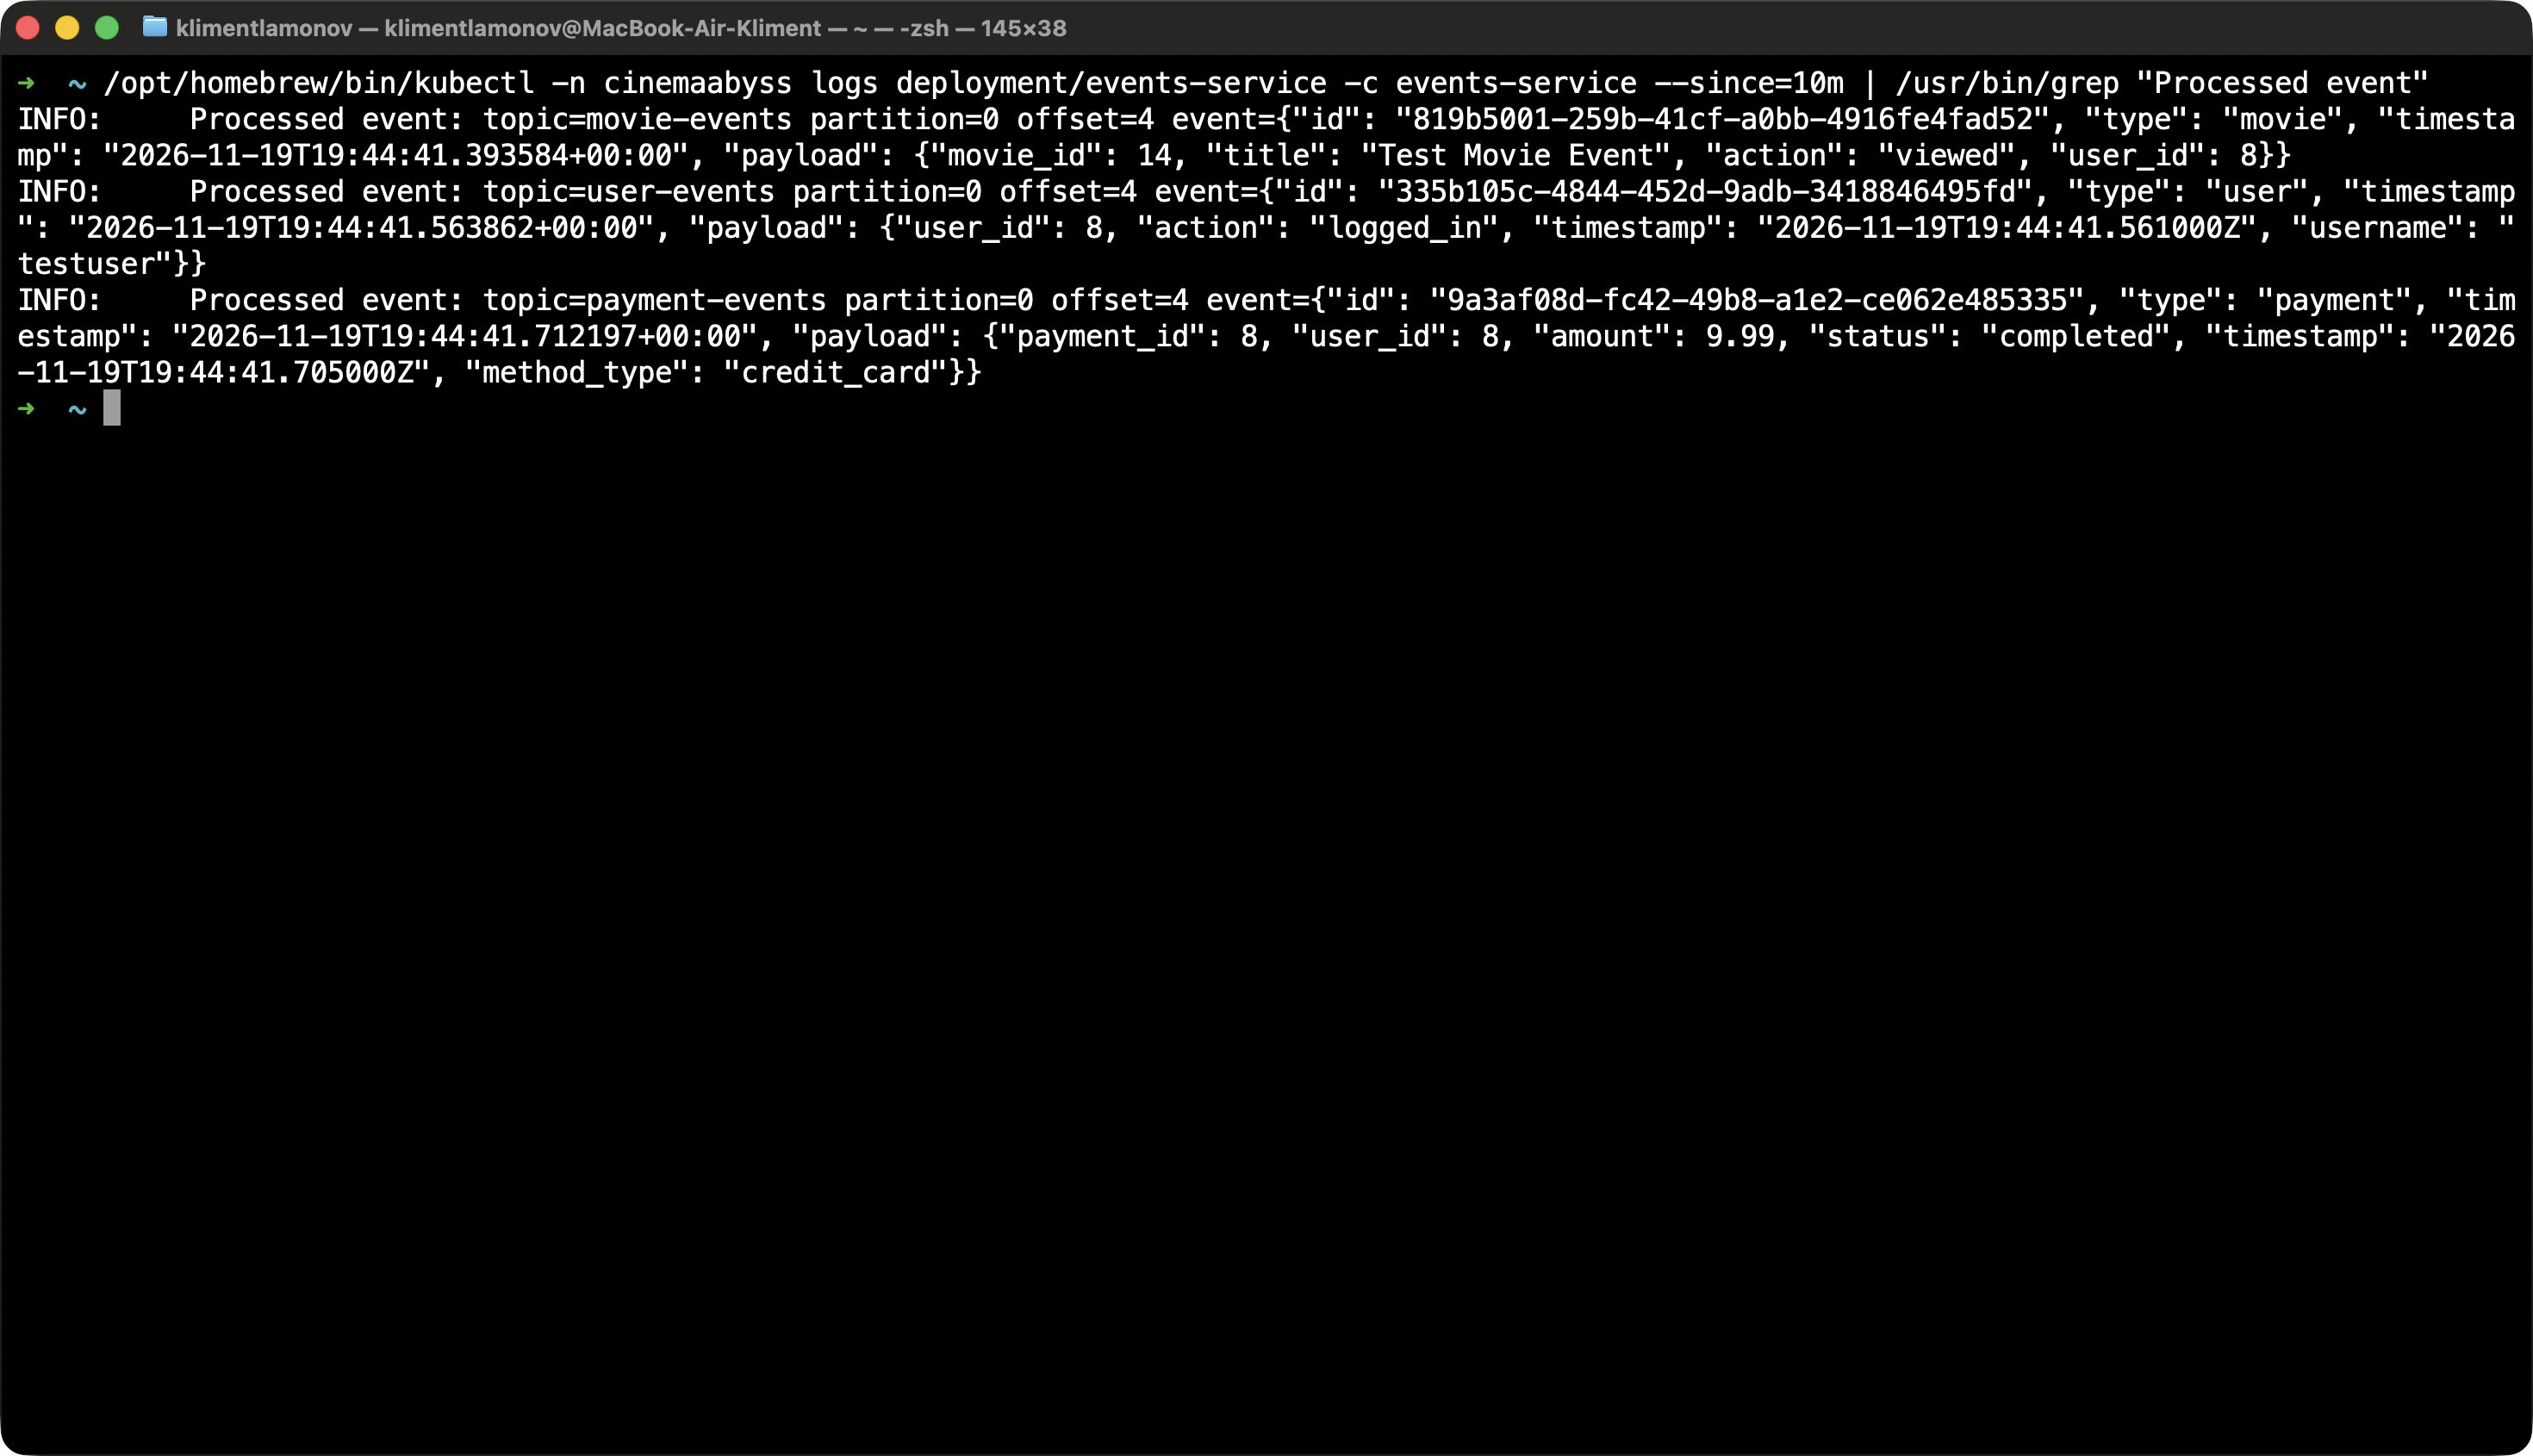 klimentlamonov — klimentlamonov@MacBook-Air-Kliment — ~ — -zsh — 145×38
➜  ~ /opt/homebrew/bin/kubectl -n cinemaabyss logs deployment/events-service -c events-service --since=10m | /usr/bin/grep "Processed event"
INFO:     Processed event: topic=movie-events partition=0 offset=4 event={"id": "819b5001-259b-41cf-a0bb-4916fe4fad52", "type": "movie", "timesta
mp": "2026-11-19T19:44:41.393584+00:00", "payload": {"movie_id": 14, "title": "Test Movie Event", "action": "viewed", "user_id": 8}}
INFO:     Processed event: topic=user-events partition=0 offset=4 event={"id": "335b105c-4844-452d-9adb-3418846495fd", "type": "user", "timestamp
": "2026-11-19T19:44:41.563862+00:00", "payload": {"user_id": 8, "action": "logged_in", "timestamp": "2026-11-19T19:44:41.561000Z", "username": "
testuser"}}
INFO:     Processed event: topic=payment-events partition=0 offset=4 event={"id": "9a3af08d-fc42-49b8-a1e2-ce062e485335", "type": "payment", "tim
estamp": "2026-11-19T19:44:41.712197+00:00", "payload": {"payment_id": 8, "user_id": 8, "amount": 9.99, "status": "completed", "timestamp": "2026
-11-19T19:44:41.705000Z", "method_type": "credit_card"}}
➜  ~